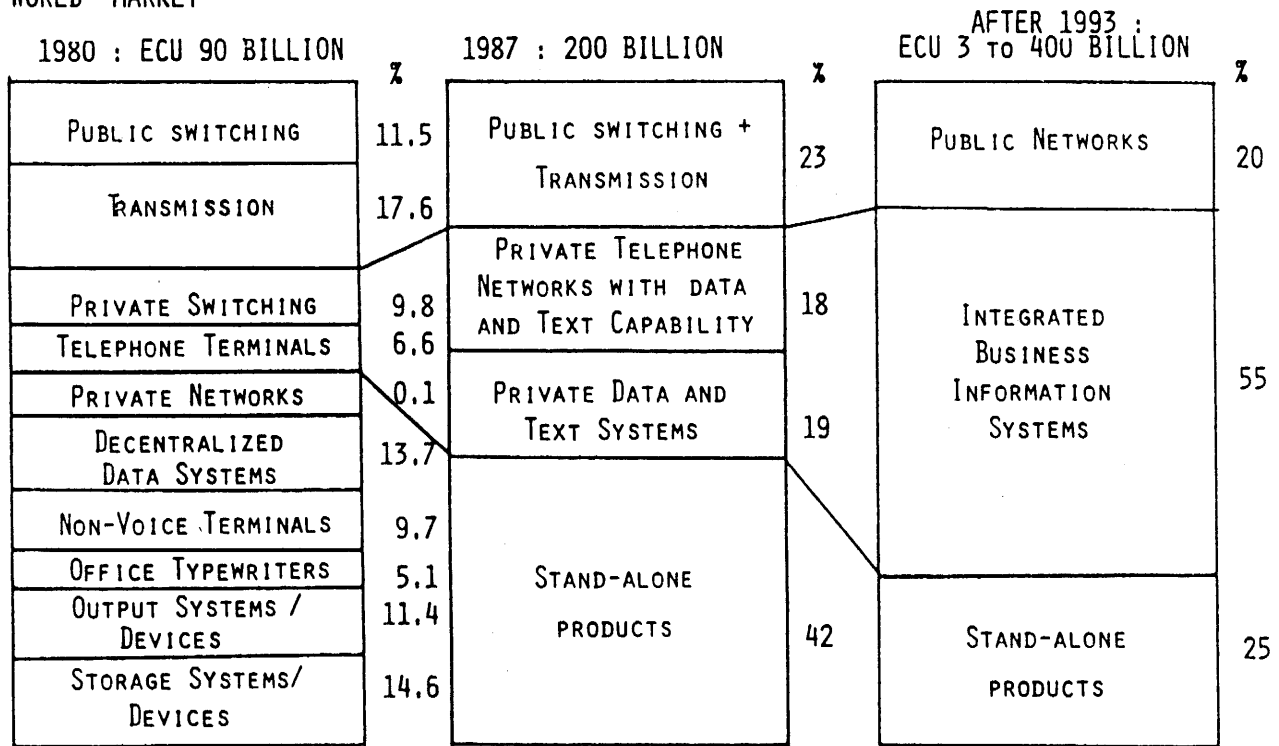 WORLD MARKET
1980 : ECU 90 BILLION
%
PUBLIC SWITCHING 11.5
TRANSMISSION 17.6
PRIVATE SWITCHING 9.8
TELEPHONE TERMINALS 6.6
PRIVATE NETWORKS 0.1
DECENTRALIZED
DATA SYSTEMS 13.7
NON-VOICE TERMINALS 9.7
OFFICE TYPEWRITERS 5.1
OUTPUT SYSTEMS / 11.4
DEVICES
STORAGE SYSTEMS/ 14.6
DEVICES
1987 : 200 BILLION
%
PUBLIC SWITCHING + 23
TRANSMISSION
PRIVATE TELEPHONE
NETWORKS WITH DATA 18
AND TEXT CAPABILITY
PRIVATE DATA AND
TEXT SYSTEMS 19
STAND-ALONE
PRODUCTS 42
AFTER 1993 :
ECU 3 TO 400 BILLION
%
PUBLIC NETWORKS 20
INTEGRATED
BUSINESS
INFORMATION 55
SYSTEMS
STAND-ALONE 25
PRODUCTS